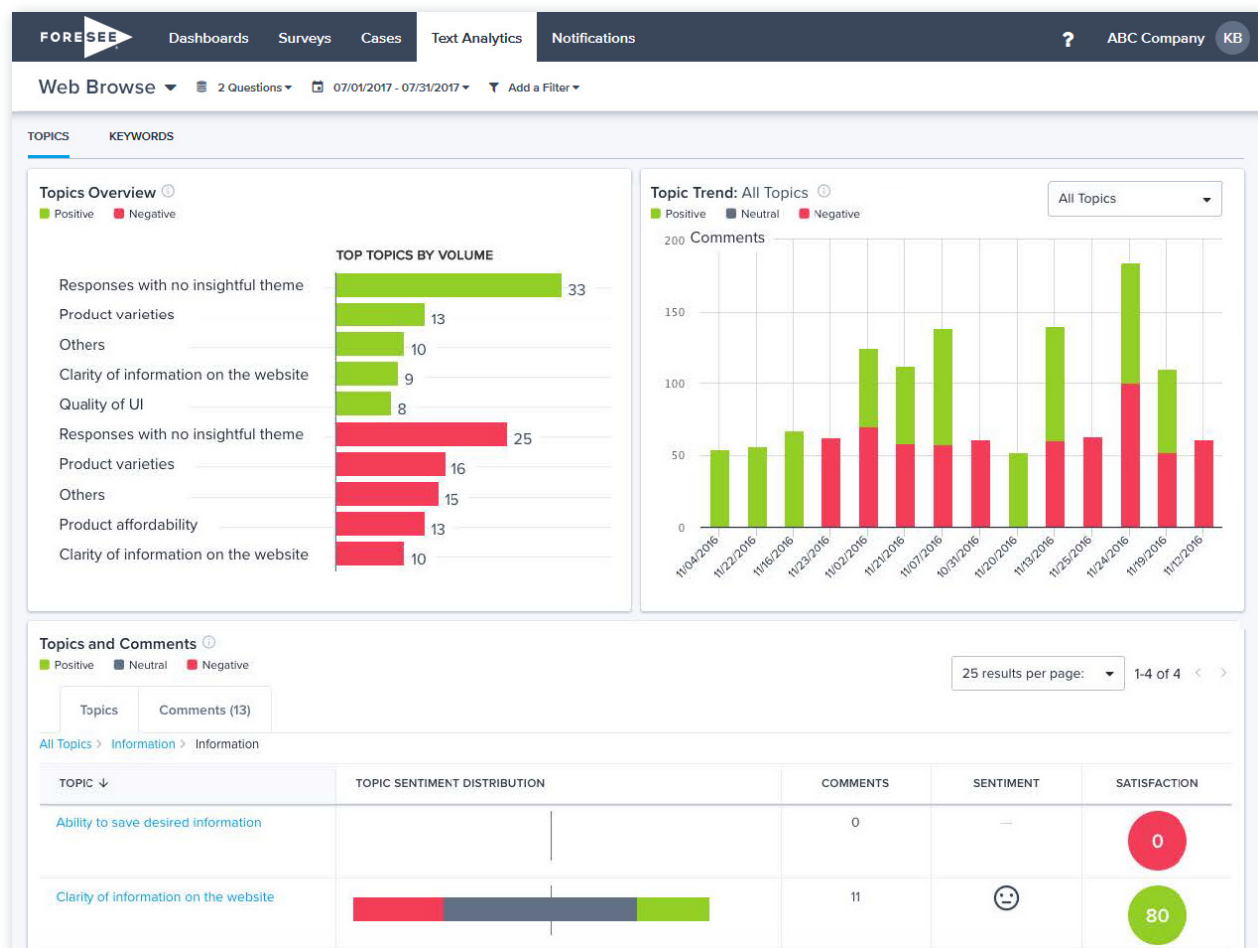 FORESEE Dashboards Surveys Cases Text Analytics Notifications ? ABC Company KB
Web Browse 2 Questions 07/01/2017 - 07/31/2017 Add a Filter
TOPICS KEYWORDS
Topics Overview
Positive Negative
TOP TOPICS BY VOLUME
Responses with no insightful theme 33
Product varieties 13
Others 10
Clarity of information on the website 9
Quality of UI 8
Responses with no insightful theme 25
Product varieties 16
Others 15
Product affordability 13
Clarity of information on the website 10
Topic Trend: All Topics
All Topics
Positive Neutral Negative
Comments
200
150
100
50
0
11/04/2016 11/22/2016 11/16/2016 11/23/2016 11/02/2016 11/21/2016 11/07/2016 10/31/2016 11/20/2016 11/13/2016 11/25/2016 11/24/2016 11/19/2016 11/12/2016
Topics and Comments
Positive Neutral Negative
25 results per page: 1-4 of 4 < >
Topics Comments (13)
All Topics > Information > Information
TOPIC ↓ TOPIC SENTIMENT DISTRIBUTION COMMENTS SENTIMENT SATISFACTION
Ability to save desired information 0 — 0
Clarity of information on the website 11 80